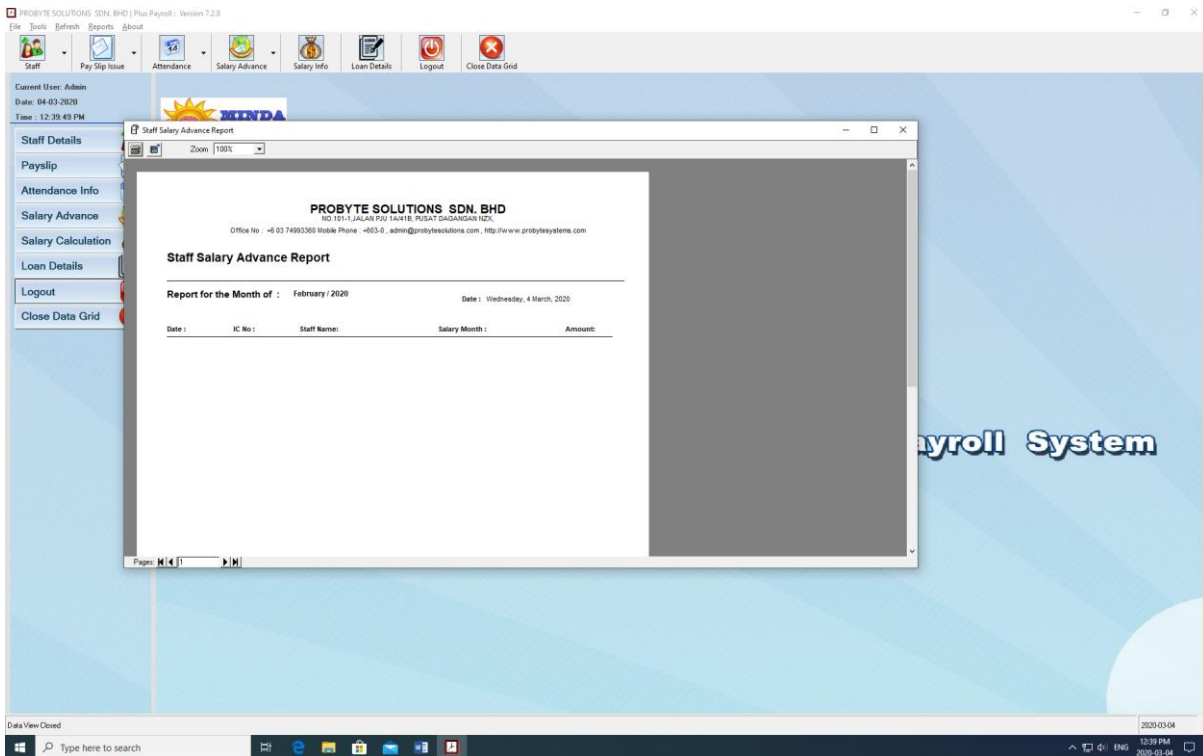 PROBYTE SOLUTIONS SDN. BHD | Plus Payroll : Version 7.2.8
File Tools Refresh Reports About
Staff Pay Slip Issue Attendance Salary Advance Salary Info Loan Details Logout Close Data Grid
Current User: Admin
Date: 04-03-2020
Time : 12:39:49 PM
MINDA
Staff Details
Payslip
Attendance Info
Salary Advance
Salary Calculation
Loan Details
Logout
Close Data Grid
Staff Salary Advance Report
Zoom 100%
PROBYTE SOLUTIONS SDN. BHD
NO.101-1,JALAN PJU 1A/41B, PUSAT DAGANGAN NZX,
Office No : +6 03 74993360 Mobile Phone : +603-0 , admin@probytesolutions.com , http://www.probytesystems.com
Staff Salary Advance Report
Report for the Month of : February / 2020 Date : Wednesday, 4 March, 2020
Date : IC No : Staff Name: Salary Month : Amount:
Pages: 1
ayroll System
Data View Closed 2020-03-04
Type here to search ENG 12:39 PM
2020-03-04